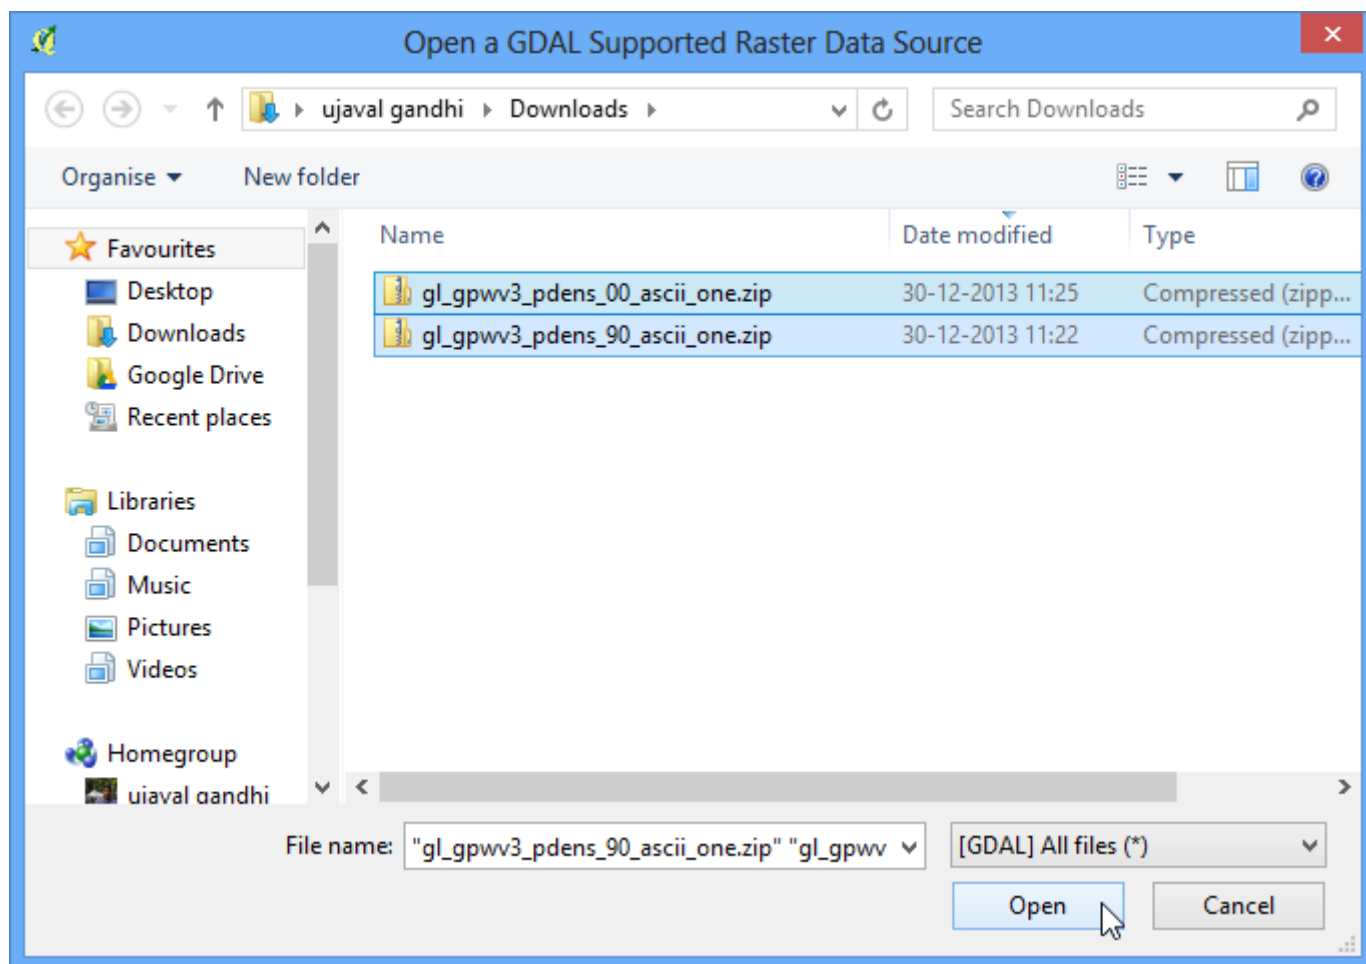 Open a GDAL Supported Raster Data Source
ujaval gandhi Downloads
Search Downloads
Organise
New folder
Name
Date modified
Type
Favourites
Desktop
Downloads
Google Drive
Recent places
Libraries
Documents
Music
Pictures
Videos
Homegroup
ujaval gandhi
gl_gpwv3_pdens_00_ascii_one.zip 30-12-2013 11:25 Compressed (zipp...
gl_gpwv3_pdens_90_ascii_one.zip 30-12-2013 11:22 Compressed (zipp...
File name: "gl_gpwv3_pdens_90_ascii_one.zip" "gl_gpwv
[GDAL] All files (*)
Open
Cancel